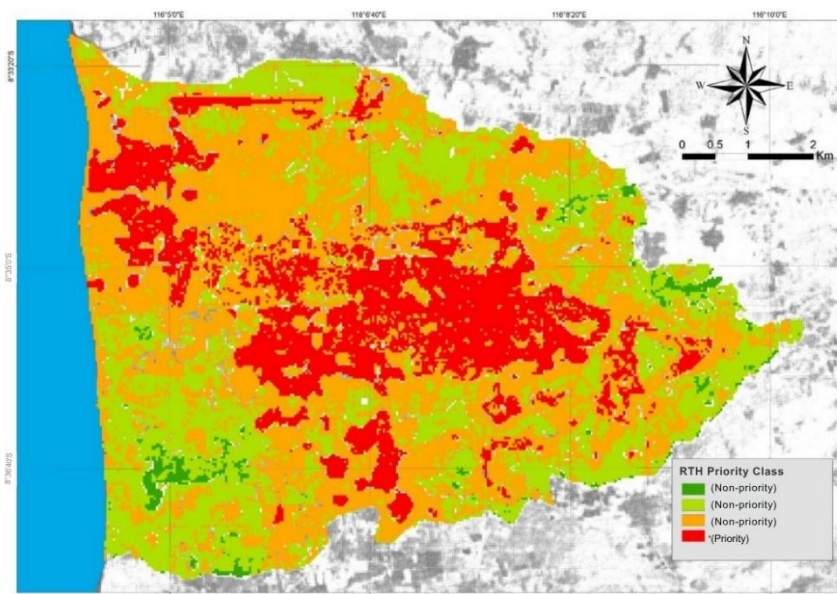 116°5'0"E 116°6'40"E 116°8'20"E 116°10'0"E
8°33'20"S
N
W E
S
0 0.5 1 2
Km
8°35'0"S
8°36'40"S
RTH Priority Class
(Non-priority)
(Non-priority)
(Non-priority)
"(Priority)